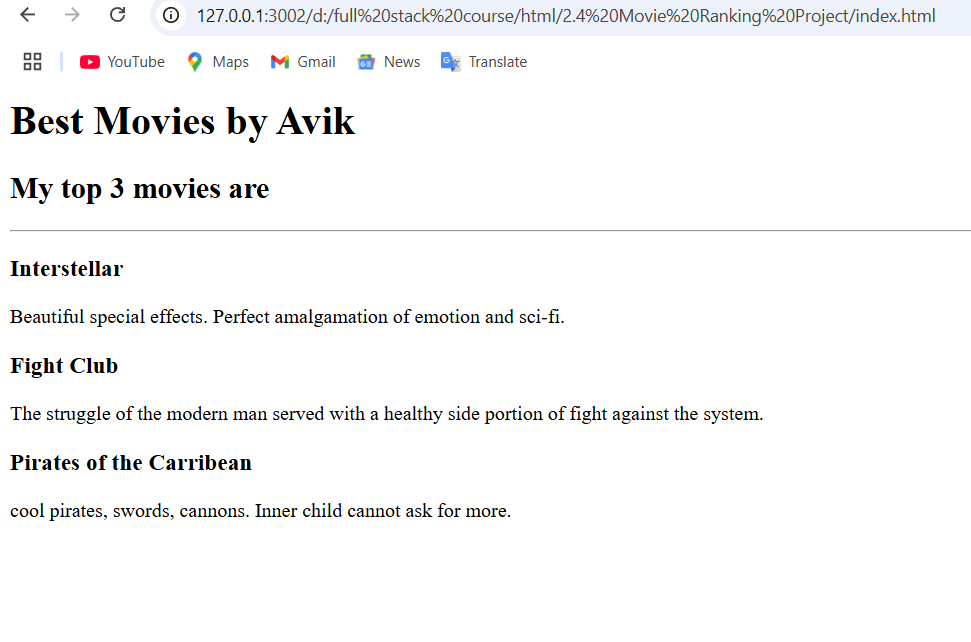 127.0.0.1:3002/d:/full%20stack%20course/html/2.4%20Movie%20Ranking%20Project/index.html
YouTube Maps Gmail News Translate
Best Movies by Avik
My top 3 movies are
Interstellar
Beautiful special effects. Perfect amalgamation of emotion and sci-fi.
Fight Club
The struggle of the modern man served with a healthy side portion of fight against the system.
Pirates of the Carribean
cool pirates, swords, cannons. Inner child cannot ask for more.